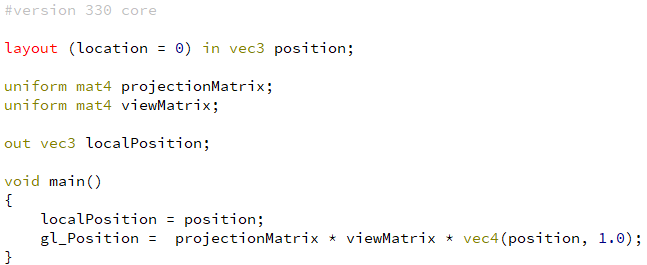 #version 330 core
layout (location = 0) in vec3 position;
uniform mat4 projectionMatrix;
uniform mat4 viewMatrix;
out vec3 localPosition;
void main()
{
    localPosition = position;
    gl_Position =  projectionMatrix * viewMatrix * vec4(position, 1.0);
}